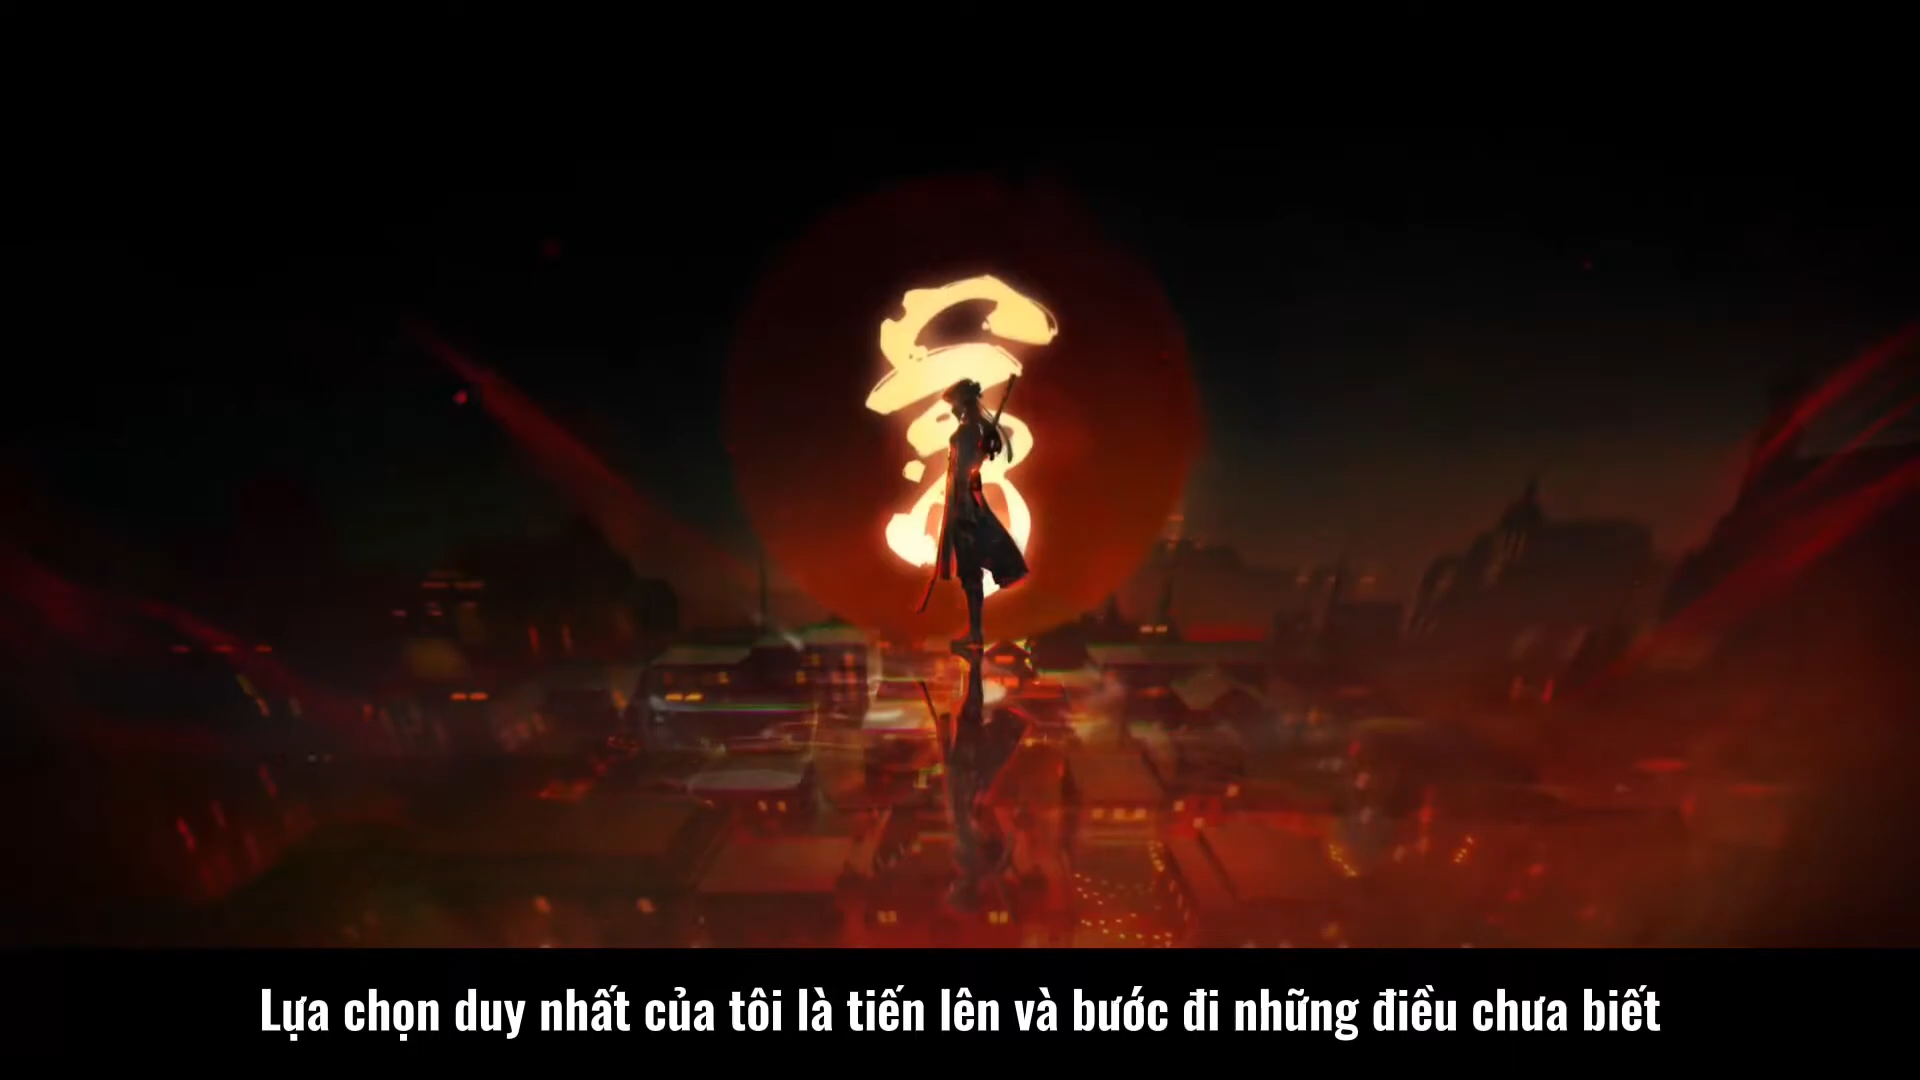 Lựa chọn duy nhất của tôi là tiến lên và bước đi những điều chưa biết